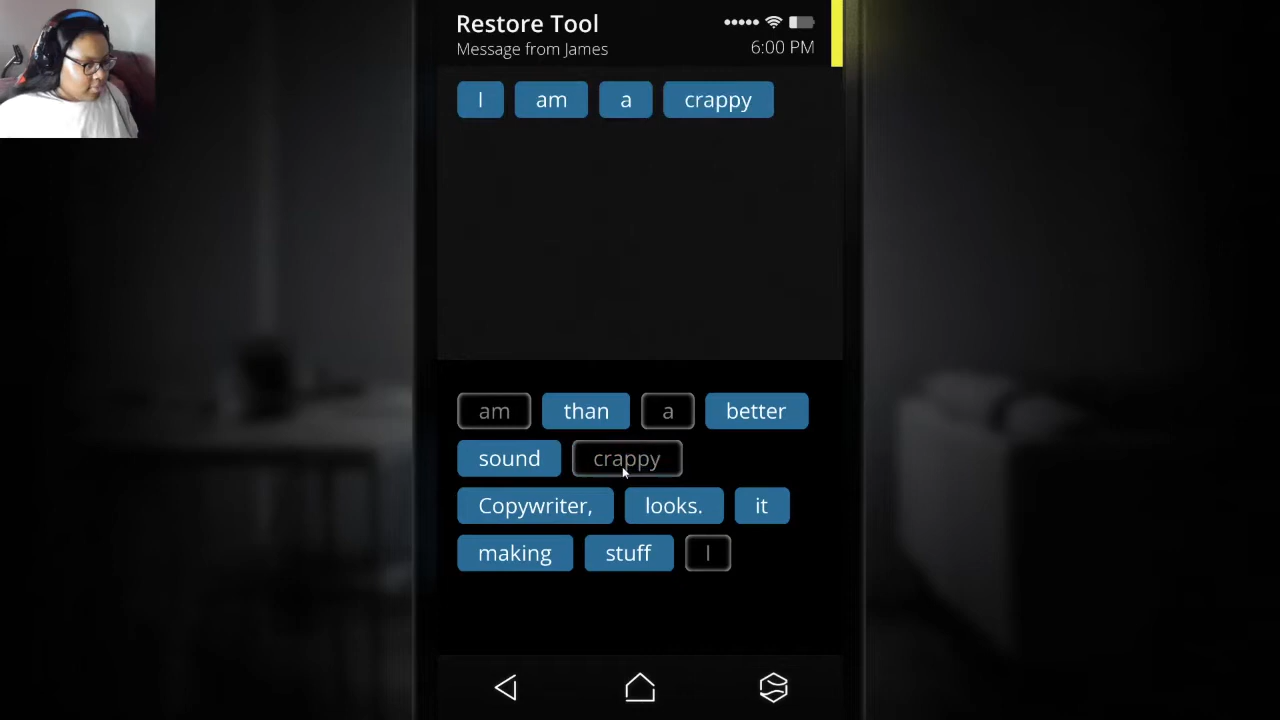 Restore Tool
Message from James
6:00 PM
I am a crappy
am than a better
sound crappy
Copywriter, looks. it
making stuff I